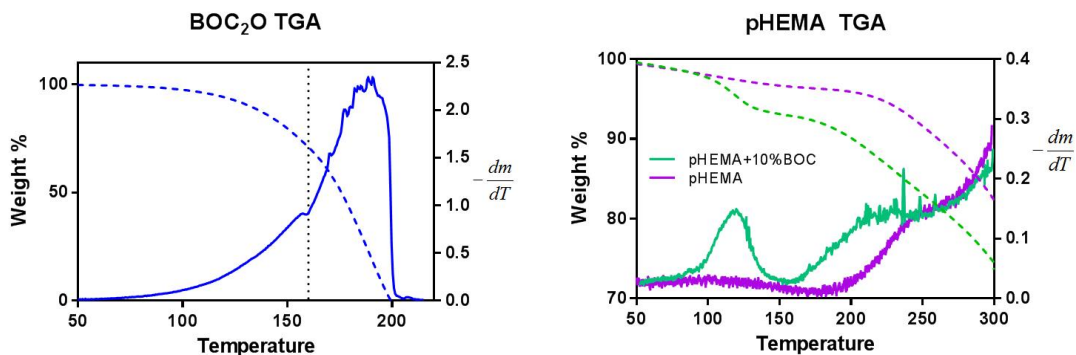 BOC₂O TGA
Weight %
100
50
0
2.5
2.0
1.5
1.0
0.5
0.0
-dm/dT
50
100
150
200
Temperature
pHEMA TGA
Weight %
100
90
80
70
pHEMA+10%BOC
pHEMA
0.4
0.3
0.2
0.1
0.0
-dm/dT
50
100
150
200
250
300
Temperature